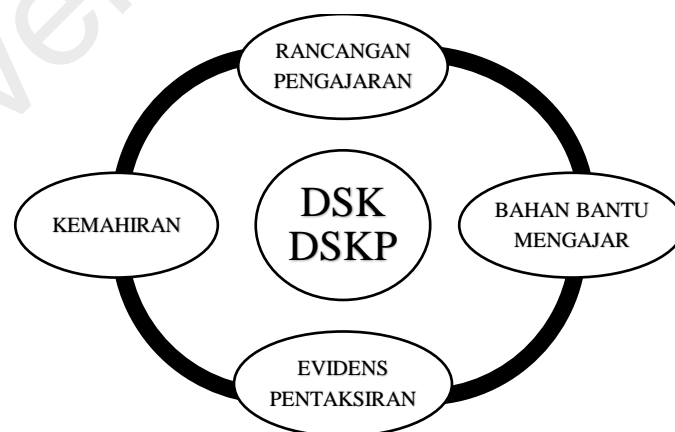 RANCANGAN
PENGAJARAN
KEMAHIRAN
DSK
DSKP
BAHAN BANTU
MENGAJAR
EVIDENS
PENTAKSIRAN